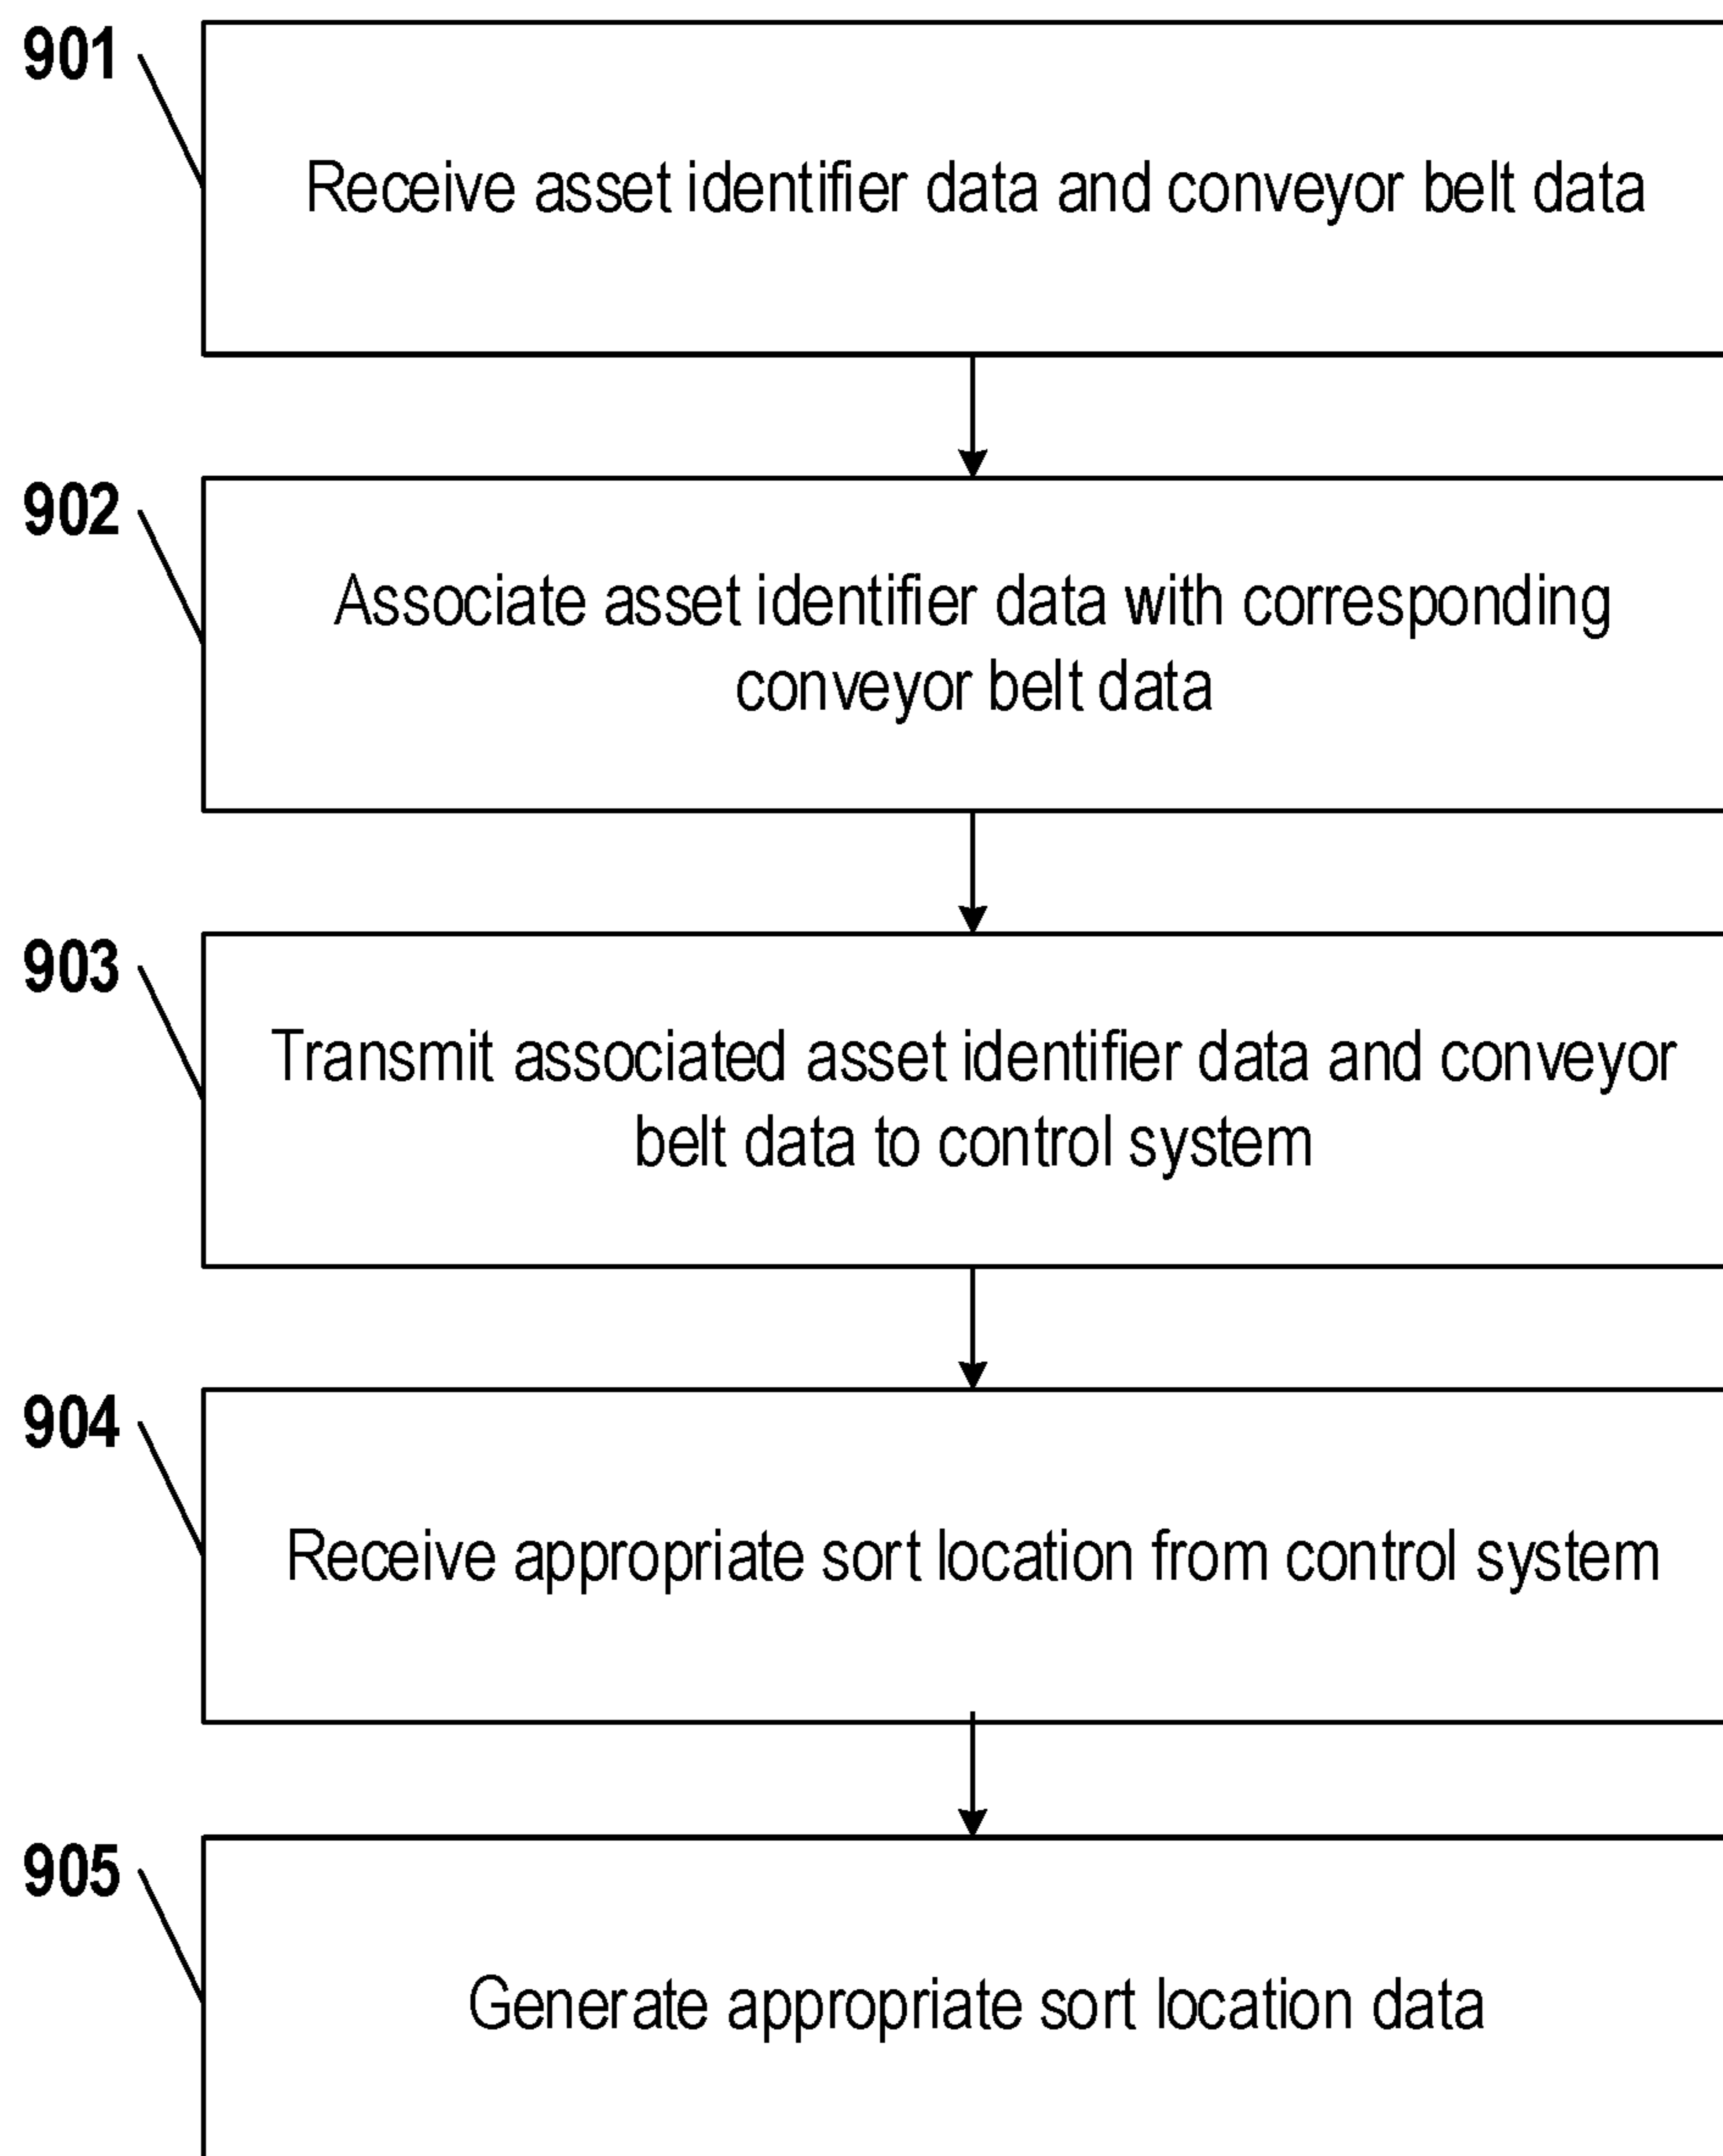 901
Receive asset identifier data and conveyor belt data
902
Associate asset identifier data with corresponding
conveyor belt data
903
Transmit associated asset identifier data and conveyor
belt data to control system
904
Receive appropriate sort location from control system
905
Generate appropriate sort location data